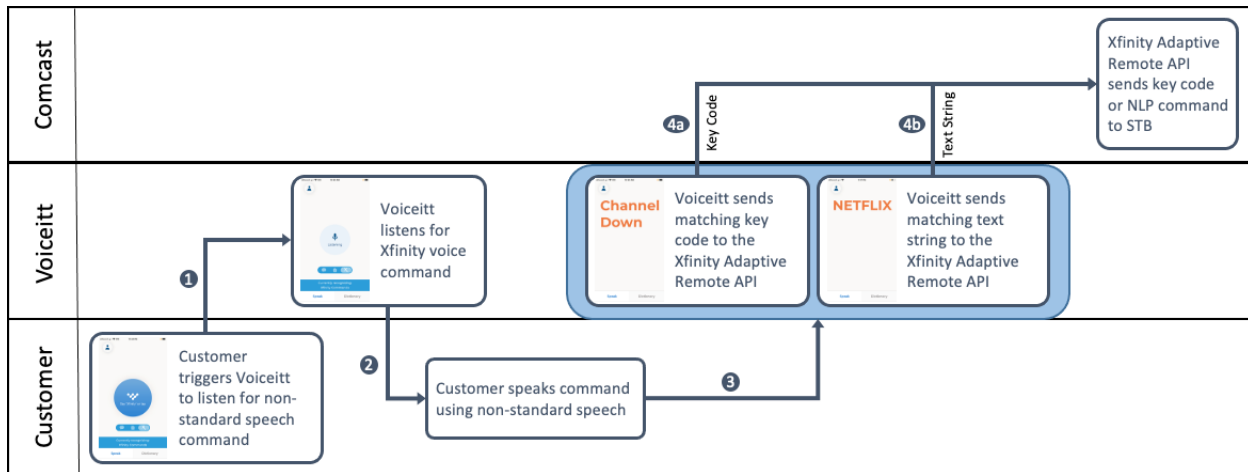 Comcast
Xfinity Adaptive
Remote API
sends key code
or NLP command
to STB
4a
Key Code
4b
Text String
Voiceitt
Voiceitt
listens for
Xfinity voice
command
Channel
Down
Voiceitt sends
matching key
code to the
Xfinity Adaptive
Remote API
NETFLIX
Voiceitt sends
matching text
string to the
Xfinity Adaptive
Remote API
1
2
3
Customer
Customer
triggers Voiceitt
to listen for non-
standard speech
command
Customer speaks command
using non-standard speech